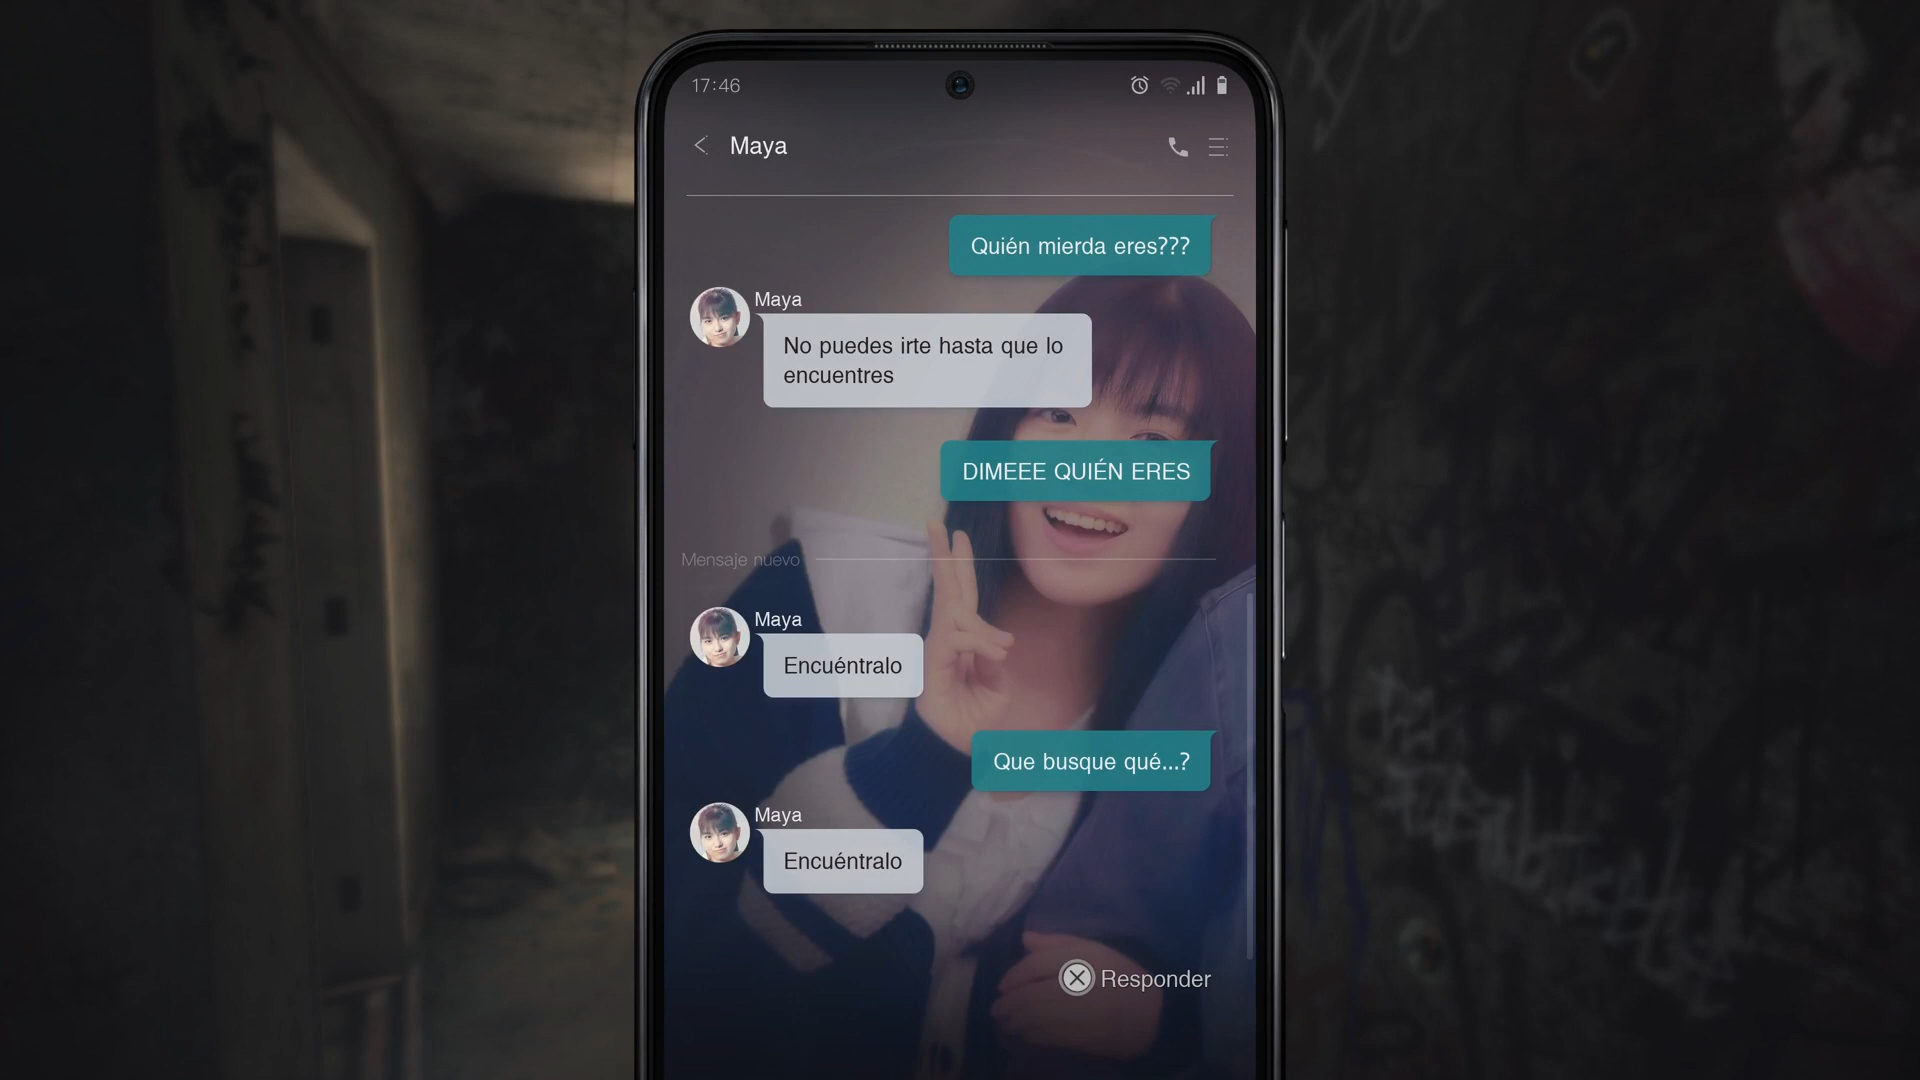 17:46
Maya
Quién mierda eres???
Maya
No puedes irte hasta que lo
encuentres
DIMEEE QUIÉN ERES
Mensaje nuevo
Maya
Encuéntralo
Que busque qué...?
Maya
Encuéntralo
Responder